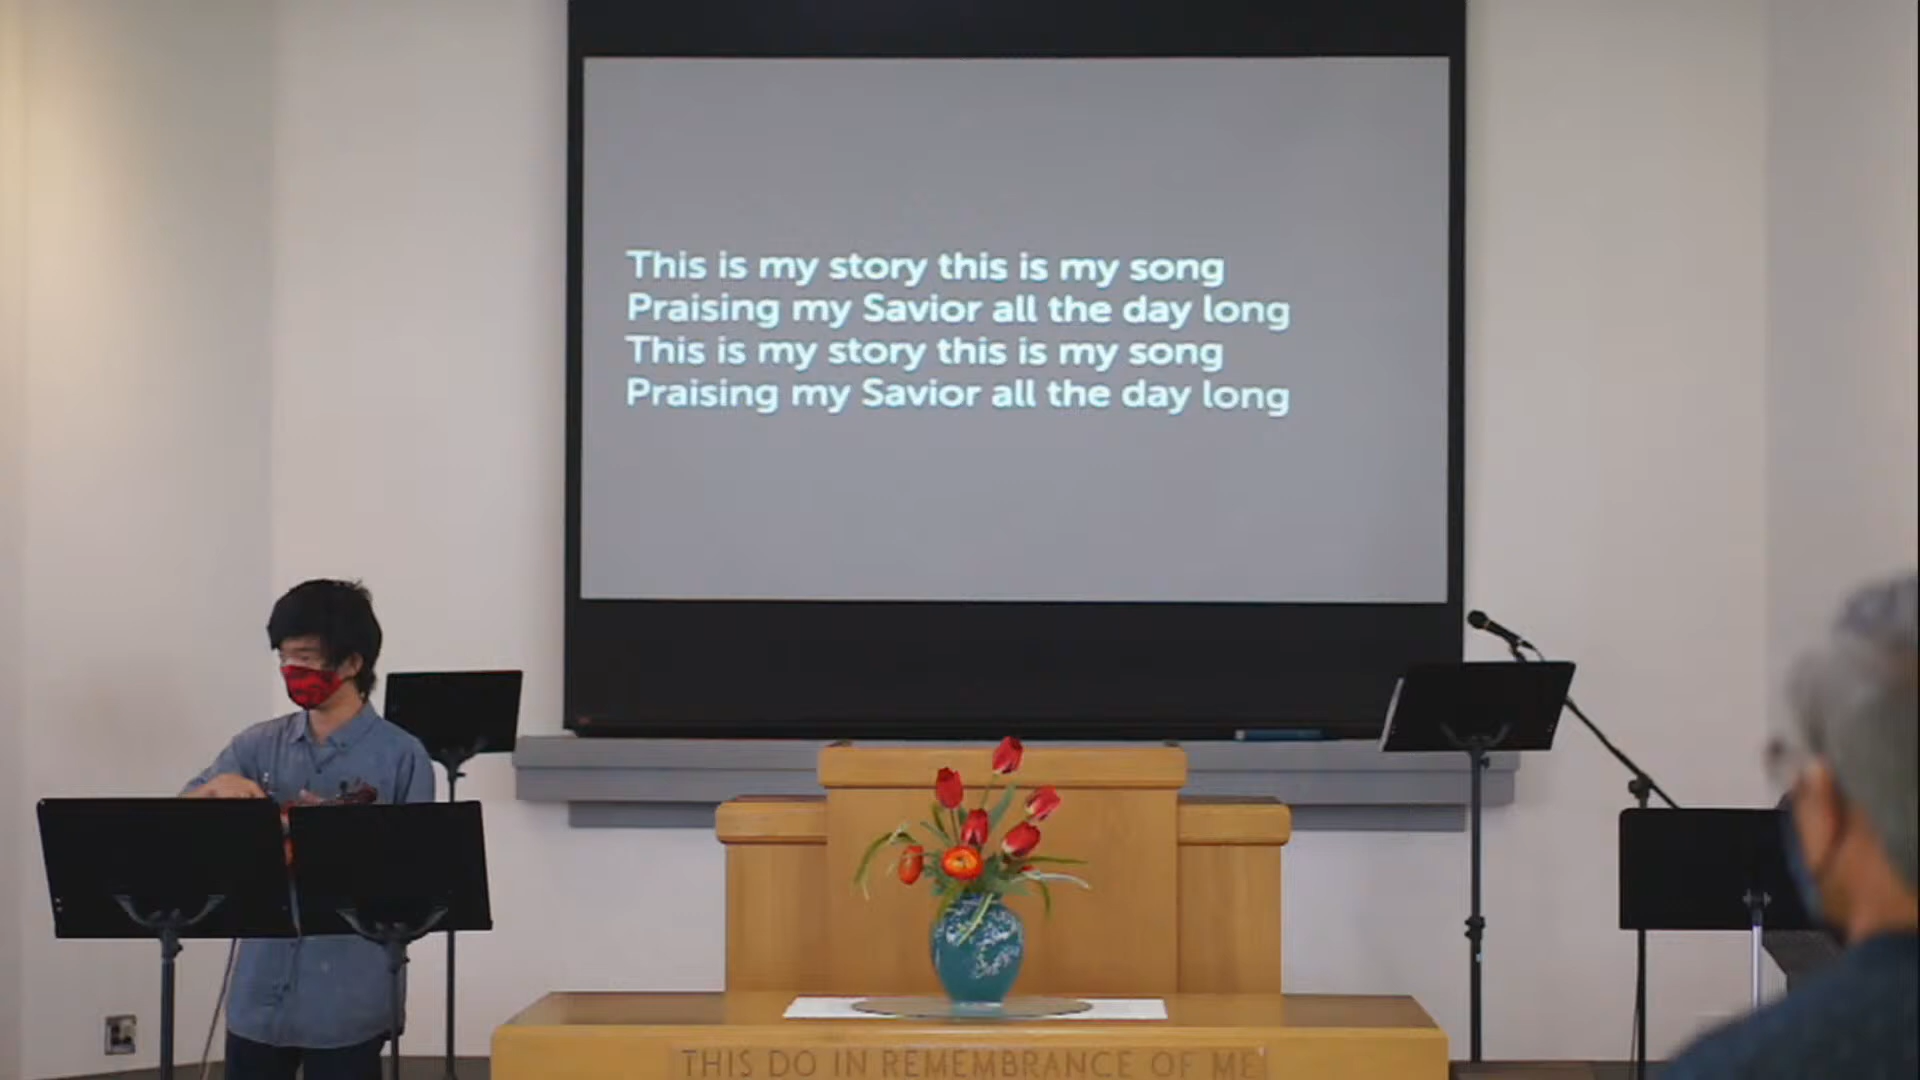 This is my story this is my song
Praising my Savior all the day long
This is my story this is my song
Praising my Savior all the day long
THIS DO IN REMEMBRANCE OF ME